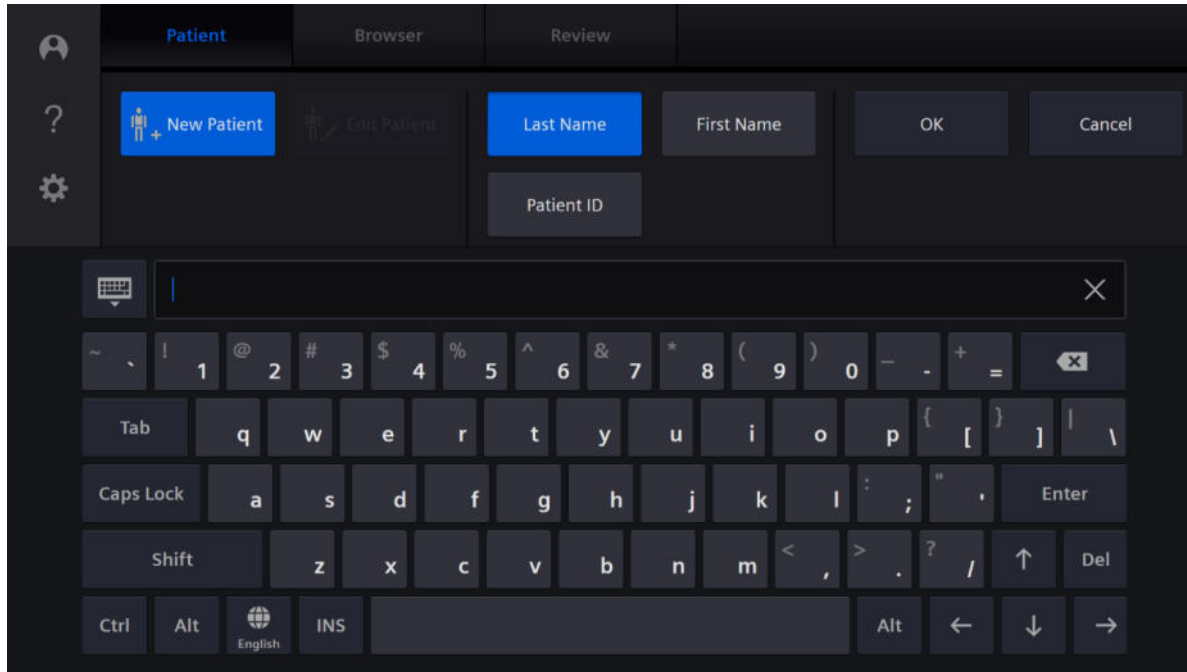 Patient Browser Review
New Patient Edit Patient Last Name First Name OK Cancel
Patient ID
~ ` ! 1 @ 2 # 3 $ 4 % 5 ^ 6 & 7 * 8 ( 9 ) 0 _ - + =
Tab q w e r t y u i o p { [ } ] | \
Caps Lock a s d f g h j k l : ; " ' Enter
Shift z x c v b n m < , > . ? / ↑ Del
Ctrl Alt English INS Alt ← ↓ →